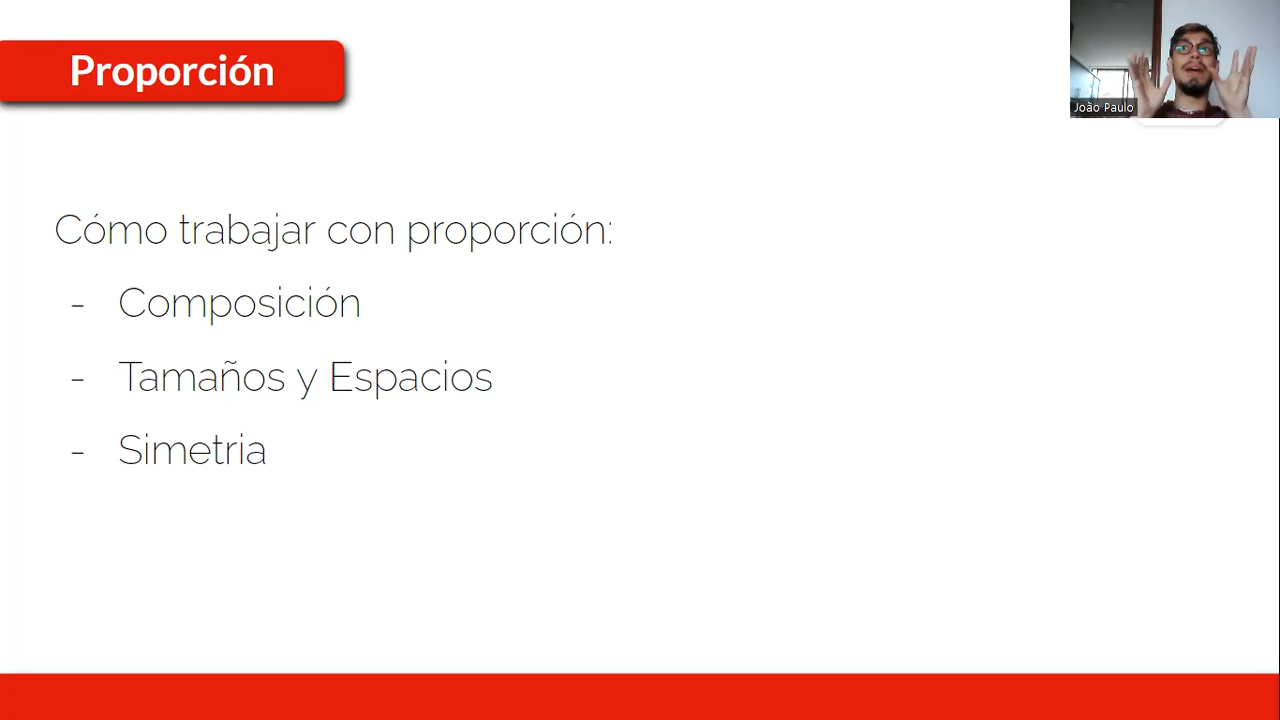 Proporción
João Paulo
Cómo trabajar con proporción:
- Composición
- Tamaños y Espacios
- Simetria